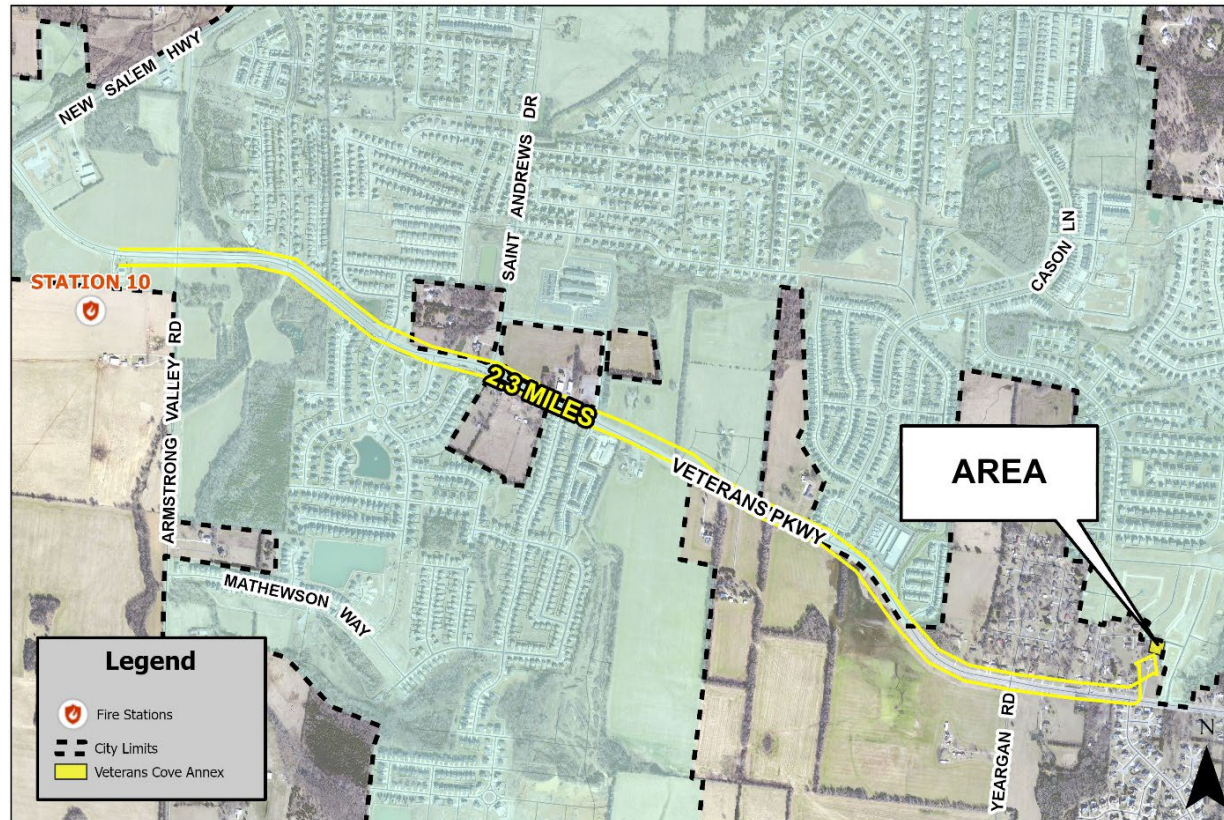 NEW SALEM HWY
SAINT ANDREWS DR
CASON LN
STATION 10
ARMSTRONG VALLEY RD
2.3 MILES
VETERANS PKWY
AREA
MATHEWSON WAY
YEARGAN RD
N
Legend
Fire Stations
City Limits
Veterans Cove Annex